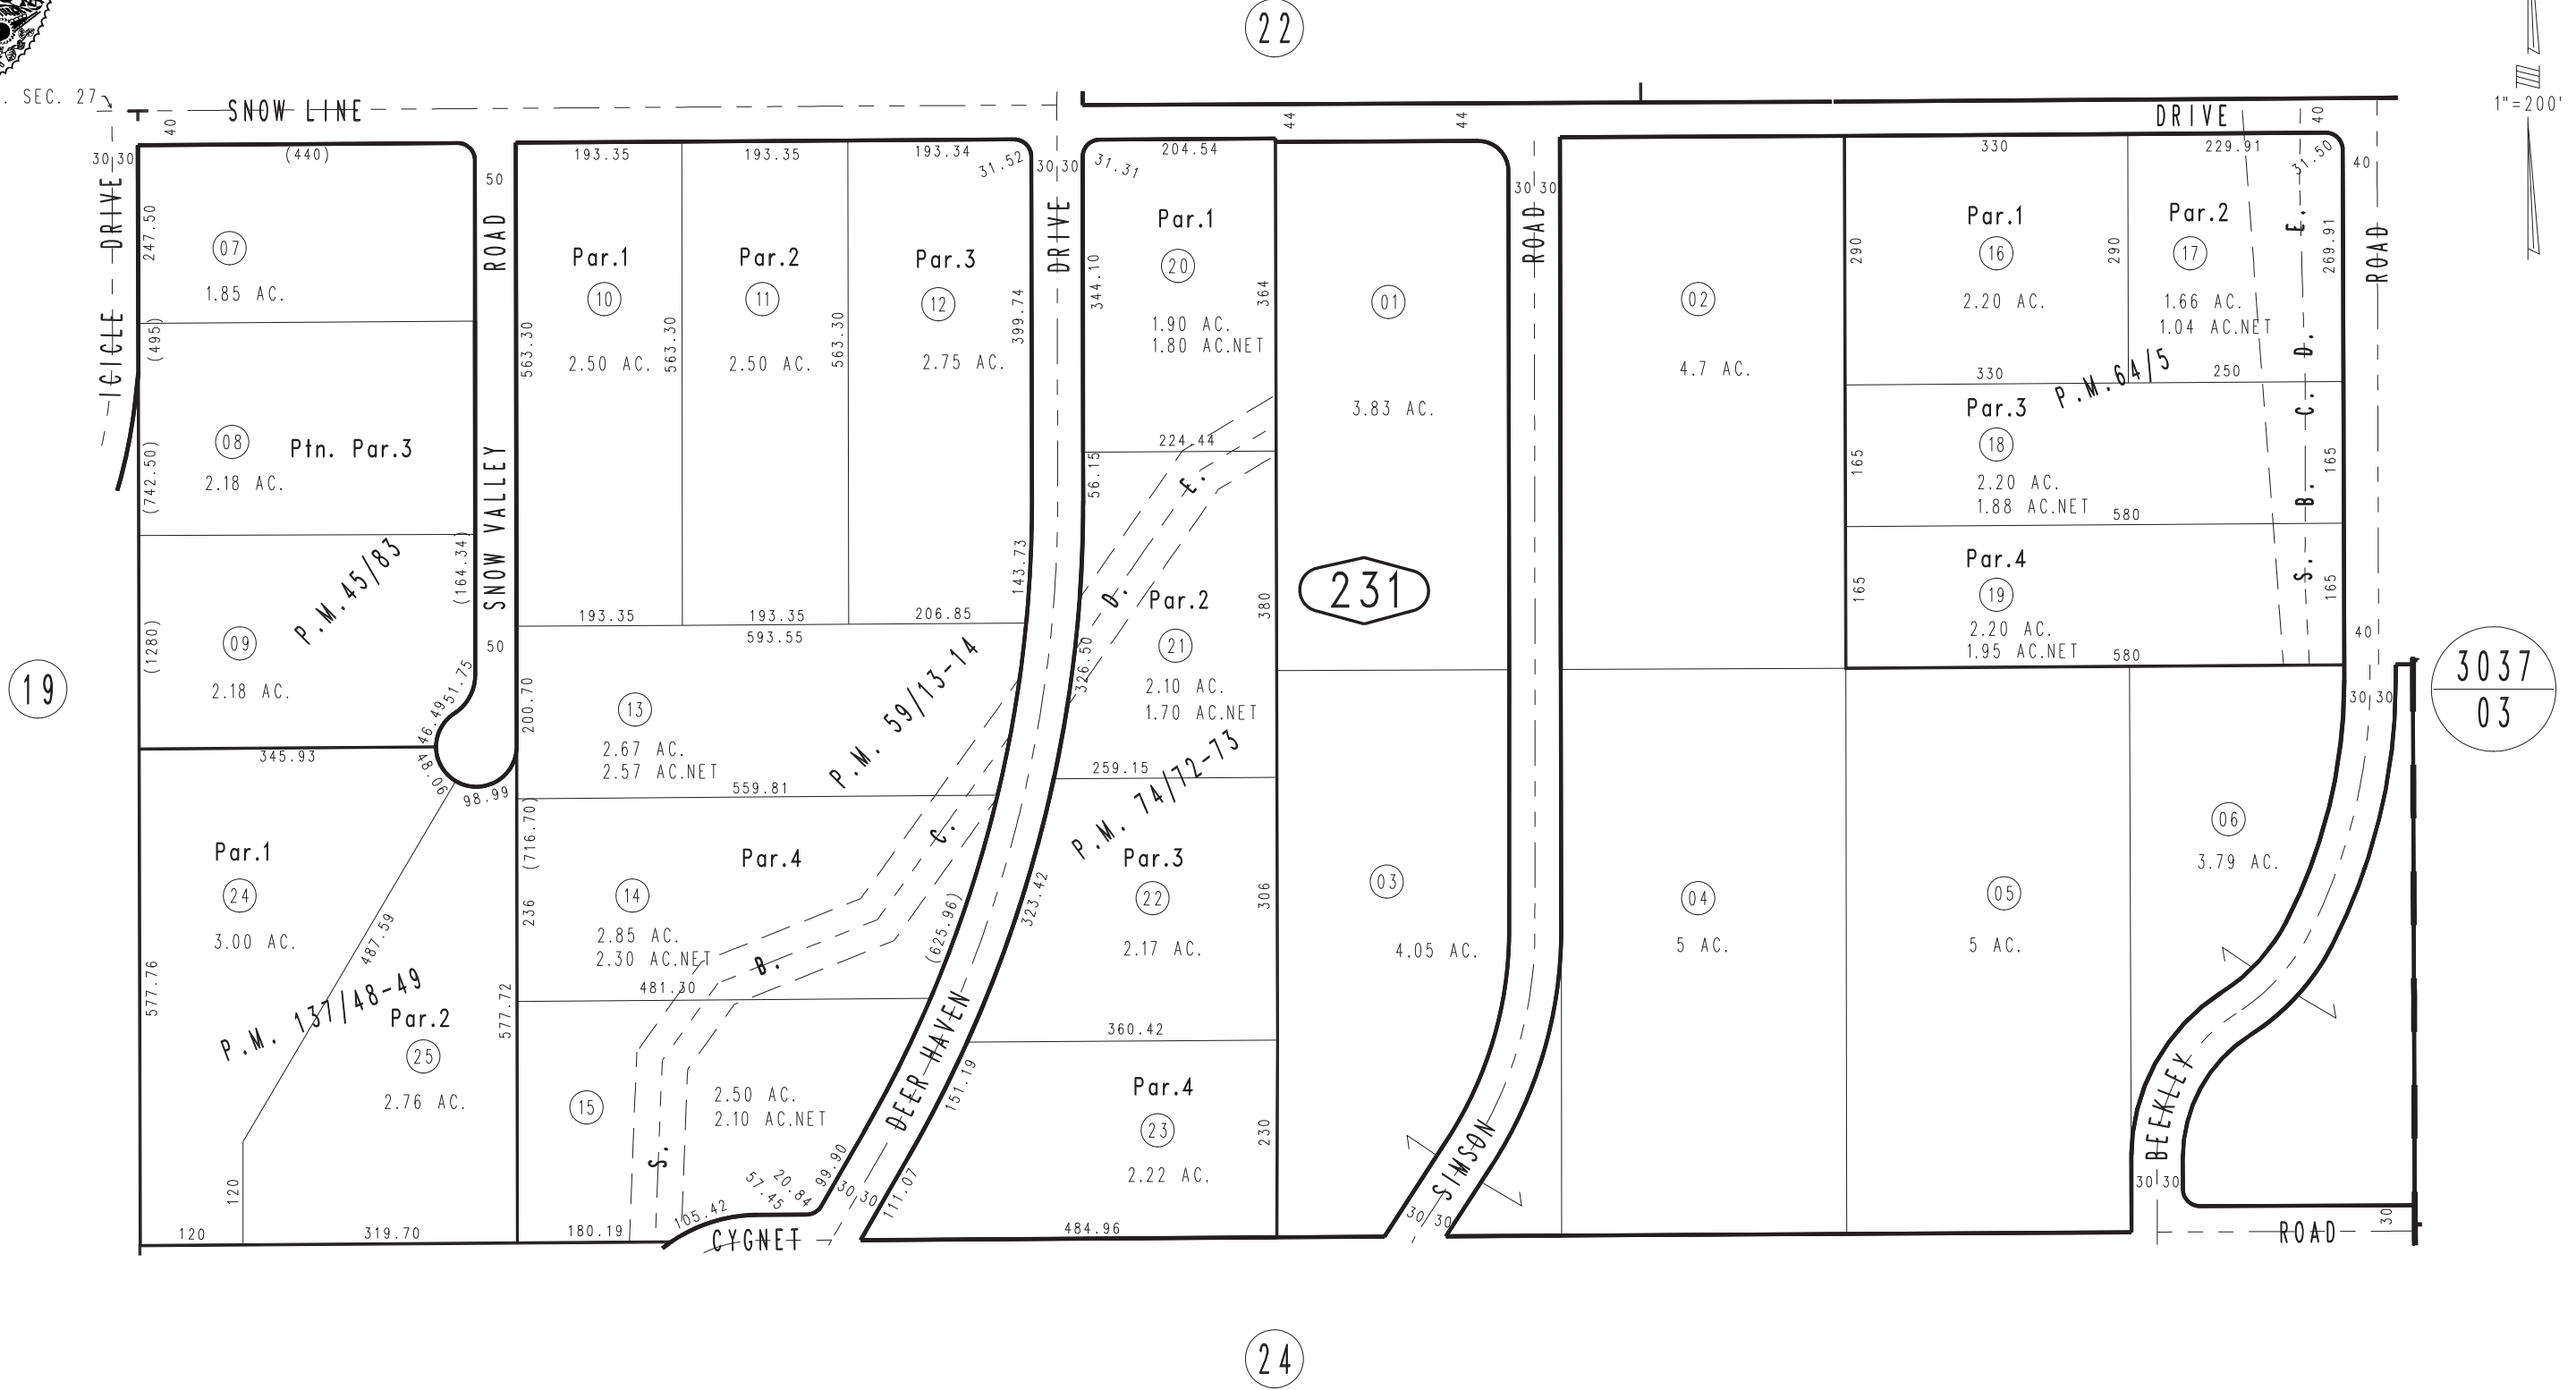 22
. SEC. 27
SNOW LINE
DRIVE
1"=200'
40
44
44
40
30 30
(440)
50
193.35
193.35
193.34
31.52
30 30
31.31
204.54
30 30
330
229.91
31.50
40
ICICLE DRIVE
247.50
07
1.85 AC.
(495)
08
Ptn. Par.3
2.18 AC.
(742.50)
(164.34)
P.M.45/83
09
2.18 AC.
(1280)
51.75
46.49
48.06
98.99
345.93
SNOW VALLEY
ROAD
50
Par.1
10
2.50 AC.
563.30
563.30
Par.2
11
2.50 AC.
563.30
Par.3
12
2.75 AC.
399.74
143.73
193.35
193.35
206.85
593.55
13
2.67 AC.
2.57 AC.NET
200.70
559.81
P.M. 59/13-14
(716.70)
Par.4
14
2.85 AC.
2.30 AC.NET
236
481.30
(625.96)
15
2.50 AC.
2.10 AC.NET
S.
B.
C.
D.
E.
180.19
105.42
57.45
20.84
99.90
30 30
CYGNET
DEER HAVEN
DRIVE
Par.1
24
3.00 AC.
577.76
487.59
P.M. 137/48-49
Par.2
25
2.76 AC.
577.72
120
120
319.70
Par.1
20
1.90 AC.
1.80 AC.NET
344.10
364
224.44
56.15
Par.2
21
2.10 AC.
1.70 AC.NET
326.50
380
259.15
P.M. 74/72-73
Par.3
22
2.17 AC.
323.42
306
360.42
Par.4
23
2.22 AC.
151.19
230
111.07
484.96
01
3.83 AC.
231
03
4.05 AC.
SIMSON
ROAD
30 30
02
4.7 AC.
04
5 AC.
05
5 AC.
Par.1
16
2.20 AC.
290
290
330
Par.2
17
1.66 AC.
1.04 AC.NET
269.91
250
P.M.64/5
Par.3
18
2.20 AC.
1.88 AC.NET
165
165
580
Par.4
19
2.20 AC.
1.95 AC.NET
165
165
580
S. B. C. D. E.
ROAD
40
30 30
06
3.79 AC.
BEEKLEY
30 30
ROAD
30
19
3037
03
24